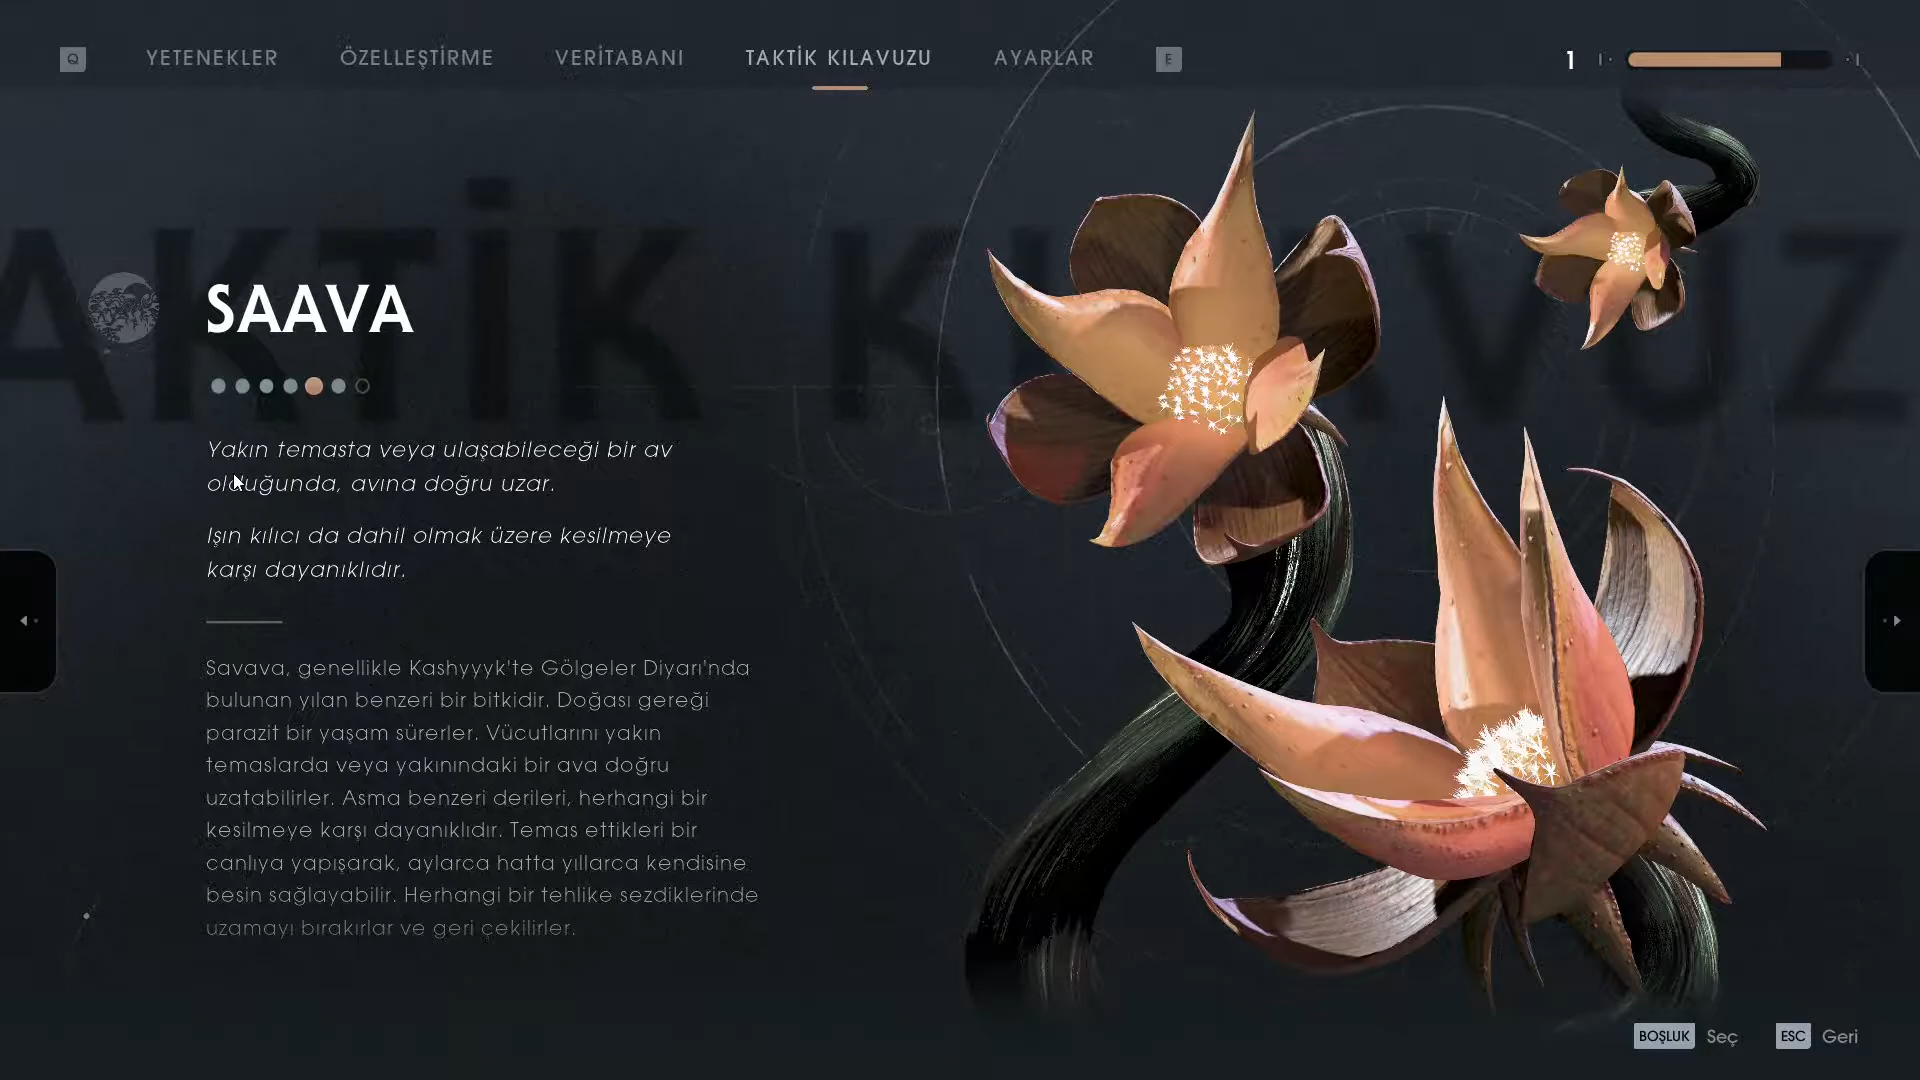 Q YETENEKLER ÖZELLEŞTİRME VERİTABANI TAKTİK KILAVUZU AYARLAR E 1
AKTİK KILAVUZ
SAAVA
Yakın temasta veya ulaşabileceği bir av
olduğunda, avına doğru uzar.
Işın kılıcı da dahil olmak üzere kesilmeye
karşı dayanıklıdır.
Savava, genellikle Kashyyyk'te Gölgeler Diyarı'nda
bulunan yılan benzeri bir bitkidir. Doğası gereği
parazit bir yaşam sürerler. Vücutlarını yakın
temaslarda veya yakınındaki bir ava doğru
uzatabilirler. Asma benzeri derileri, herhangi bir
kesilmeye karşı dayanıklıdır. Temas ettikleri bir
canlıya yapışarak, aylarca hatta yıllarca kendisine
besin sağlayabilir. Herhangi bir tehlike sezdiklerinde
uzamayı bırakırlar ve geri çekilirler.
BOŞLUK Seç ESC Geri